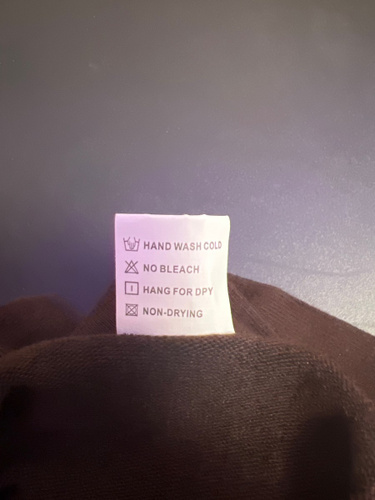 HAND WASH COLD
NO BLEACH
HANG FOR DPY
NON-DRYING